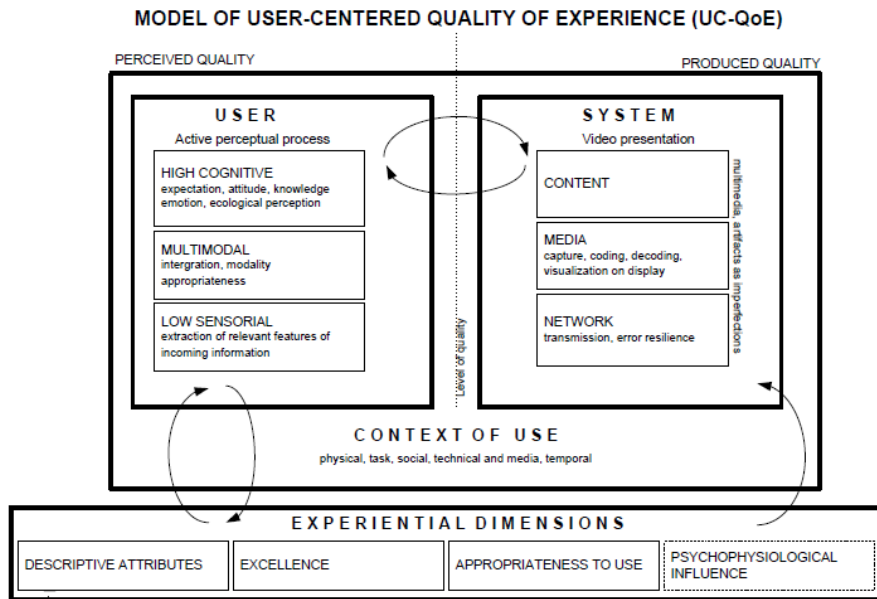 MODEL OF USER-CENTERED QUALITY OF EXPERIENCE (UC-QoE)
PERCEIVED QUALITY
PRODUCED QUALITY
USER
Active perceptual process
HIGH COGNITIVE
expectation, attitude, knowledge
emotion, ecological perception
MULTIMODAL
intergration, modality
appropriateness
LOW SENSORIAL
extraction of relevant features of
incoming information
Level of quality
SYSTEM
Video presentation
CONTENT
MEDIA
capture, coding, decoding,
visualization on display
NETWORK
transmission, error resilience
multimedia, artifacts as imperfections
CONTEXT OF USE
physical, task, social, technical and media, temporal
EXPERIENTIAL DIMENSIONS
DESCRIPTIVE ATTRIBUTES
EXCELLENCE
APPROPRIATENESS TO USE
PSYCHOPHYSIOLOGICAL
INFLUENCE